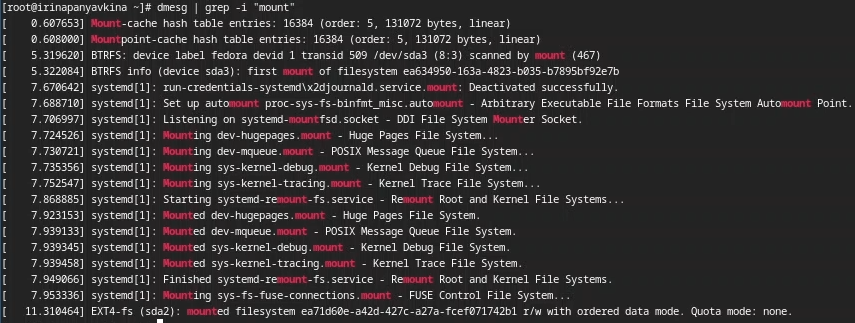 [root@irinapanyavkina ~]# dmesg | grep -i "mount"
[    0.607653] Mount-cache hash table entries: 16384 (order: 5, 131072 bytes, linear)
[    0.608000] Mountpoint-cache hash table entries: 16384 (order: 5, 131072 bytes, linear)
[    5.319620] BTRFS: device label fedora devid 1 transid 509 /dev/sda3 (8:3) scanned by mount (467)
[    5.322084] BTRFS info (device sda3): first mount of filesystem ea634950-163a-4823-b035-b7895bf92e7b
[    7.670642] systemd[1]: run-credentials-systemd\x2djournald.service.mount: Deactivated successfully.
[    7.688710] systemd[1]: Set up automount proc-sys-fs-binfmt_misc.automount - Arbitrary Executable File Formats File System Automount Point.
[    7.706997] systemd[1]: Listening on systemd-mountfsd.socket - DDI File System Mounter Socket.
[    7.724526] systemd[1]: Mounting dev-hugepages.mount - Huge Pages File System...
[    7.730721] systemd[1]: Mounting dev-mqueue.mount - POSIX Message Queue File System...
[    7.735356] systemd[1]: Mounting sys-kernel-debug.mount - Kernel Debug File System...
[    7.752547] systemd[1]: Mounting sys-kernel-tracing.mount - Kernel Trace File System...
[    7.868885] systemd[1]: Starting systemd-remount-fs.service - Remount Root and Kernel File Systems...
[    7.923153] systemd[1]: Mounted dev-hugepages.mount - Huge Pages File System.
[    7.939133] systemd[1]: Mounted dev-mqueue.mount - POSIX Message Queue File System.
[    7.939345] systemd[1]: Mounted sys-kernel-debug.mount - Kernel Debug File System.
[    7.939458] systemd[1]: Mounted sys-kernel-tracing.mount - Kernel Trace File System.
[    7.949066] systemd[1]: Finished systemd-remount-fs.service - Remount Root and Kernel File Systems.
[    7.953336] systemd[1]: Mounting sys-fs-fuse-connections.mount - FUSE Control File System...
[   11.310464] EXT4-fs (sda2): mounted filesystem ea71d60e-a42d-427c-a27a-fcef071742b1 r/w with ordered data mode. Quota mode: none.